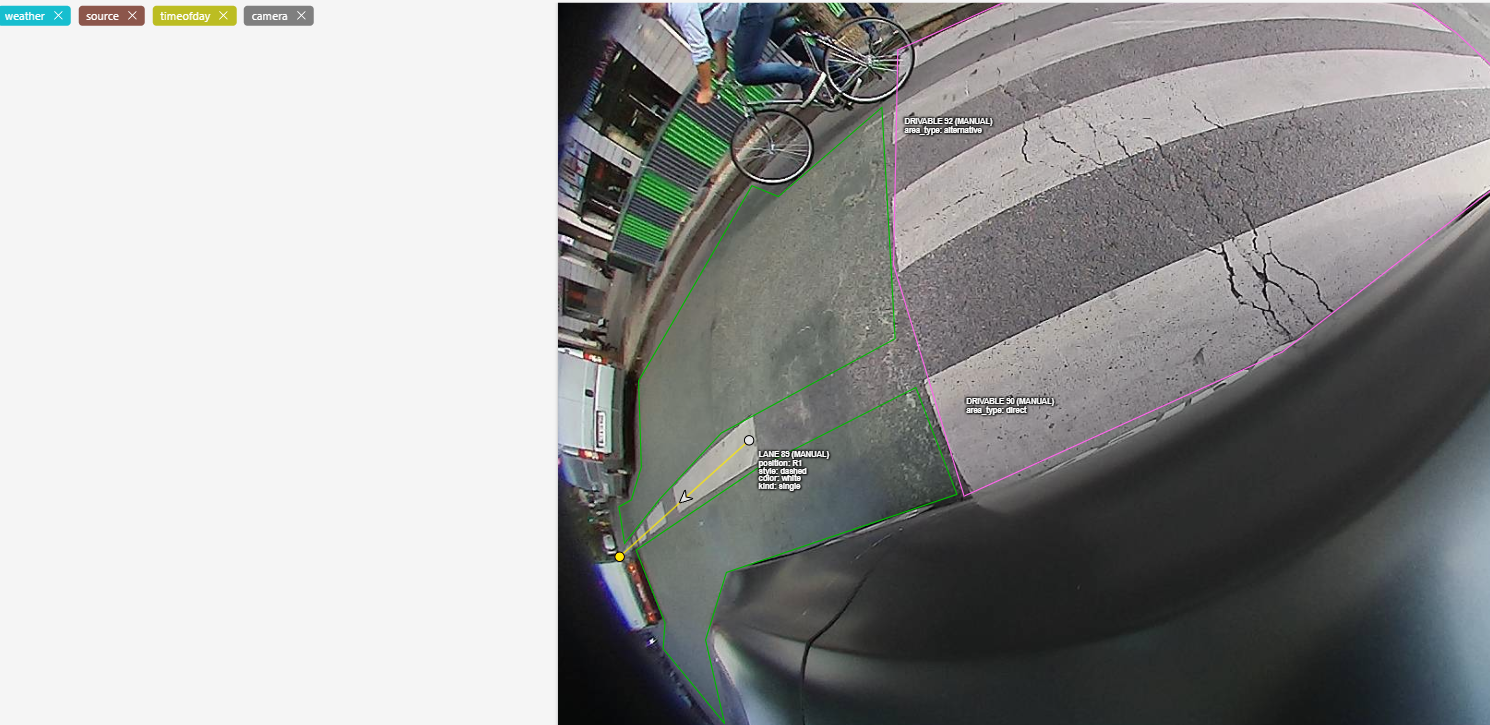 weather
source
timeofday
camera
DRIVABLE 92 (MANUAL)
area_type: alternative
DRIVABLE 90 (MANUAL)
area_type: direct
LANE 89 (MANUAL)
position: R1
style: dashed
color: white
kind: single